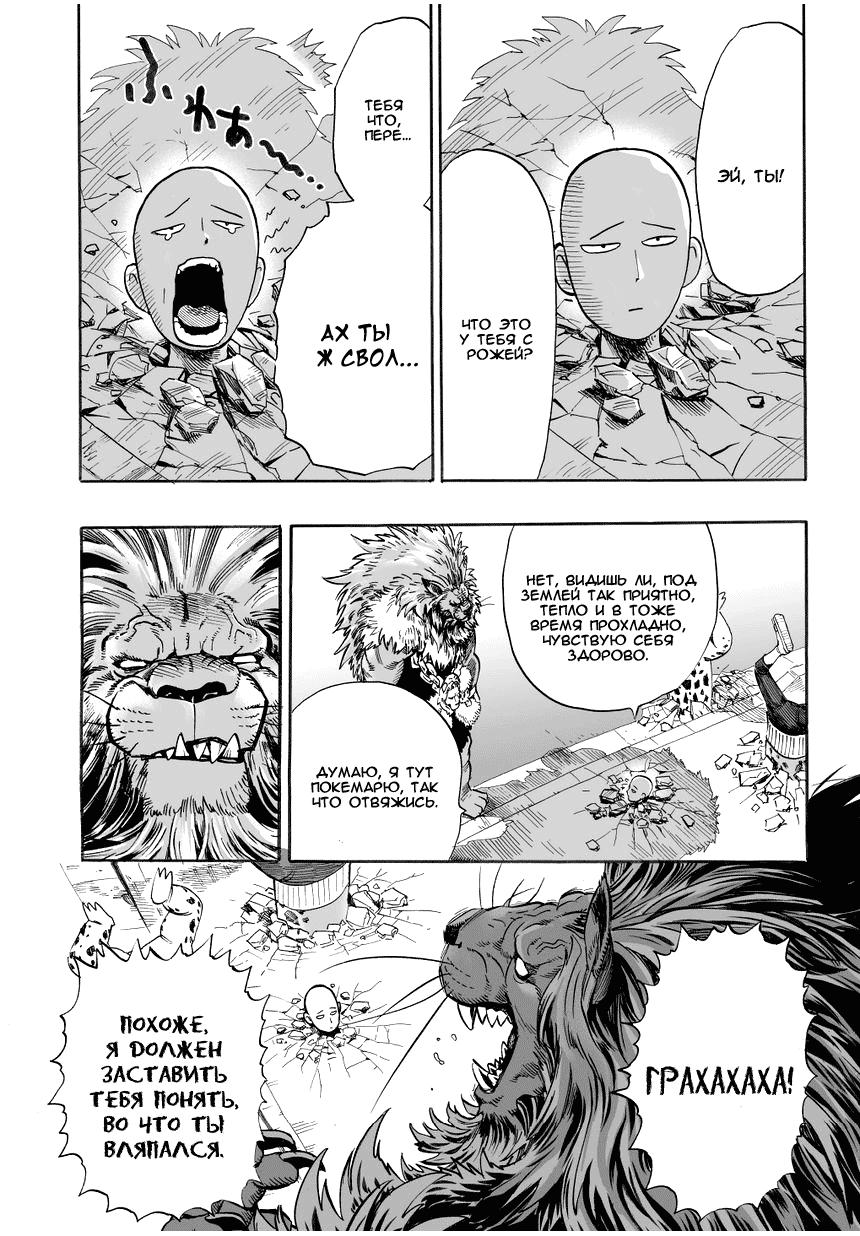 ЭЙ, ТЫ!
ЧТО ЭТО
У ТЕБЯ С
РОЖЕЙ?
ТЕБЯ
ЧТО,
ПЕРЕ...
ふわぁ〜...
АХ ТЫ
Ж СВОЛ...
НЕТ, ВИДИШЬ ЛИ, ПОД
ЗЕМЛЕЙ ТАК ПРИЯТНО,
ТЕПЛО И В ТОЖЕ
ВРЕМЯ ПРОХЛАДНО,
ЧУВСТВУЮ СЕБЯ
ЗДОРОВО.
ДУМАЮ, Я ТУТ
ПОКЕМАРЮ, ТАК
ЧТО ОТВЯЖИСЬ.
ГРАХАХАХА!
ПОХОЖЕ,
Я ДОЛЖЕН
ЗАСТАВИТЬ
ТЕБЯ ПОНЯТЬ,
ВО ЧТО ТЫ
ВЛЯПАЛСЯ.